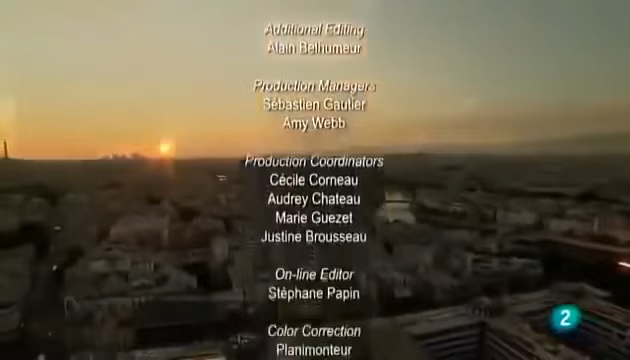 Additional Editing
Alain Belhumeur
Production Managers
Sébastien Gautier
Amy Webb
Production Coordinators
Cécile Corneau
Audrey Chateau
Marie Guezet
Justine Brousseau
On-line Editor
Stéphane Papin
Color Correction
Planimonteur
2